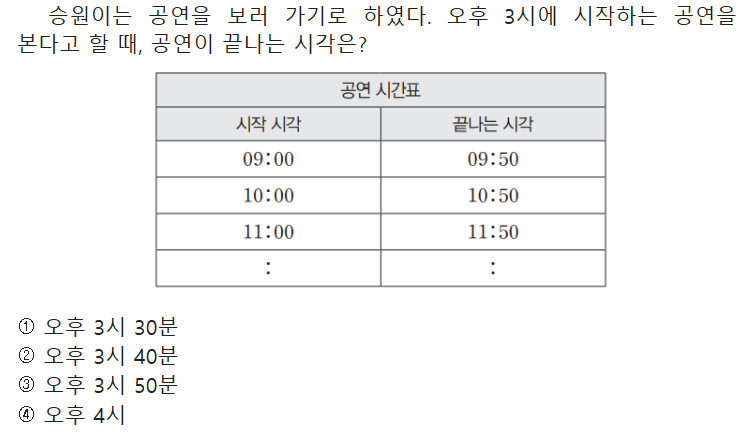 승원이는 공연을 보러 가기로 하였다. 오후 3시에 시작하는 공연을
본다고 할 때, 공연이 끝나는 시각은?
공연 시간표
시작 시각 끝나는 시각
09:00 09:50
10:00 10:50
11:00 11:50
: :
① 오후 3시 30분
② 오후 3시 40분
③ 오후 3시 50분
④ 오후 4시